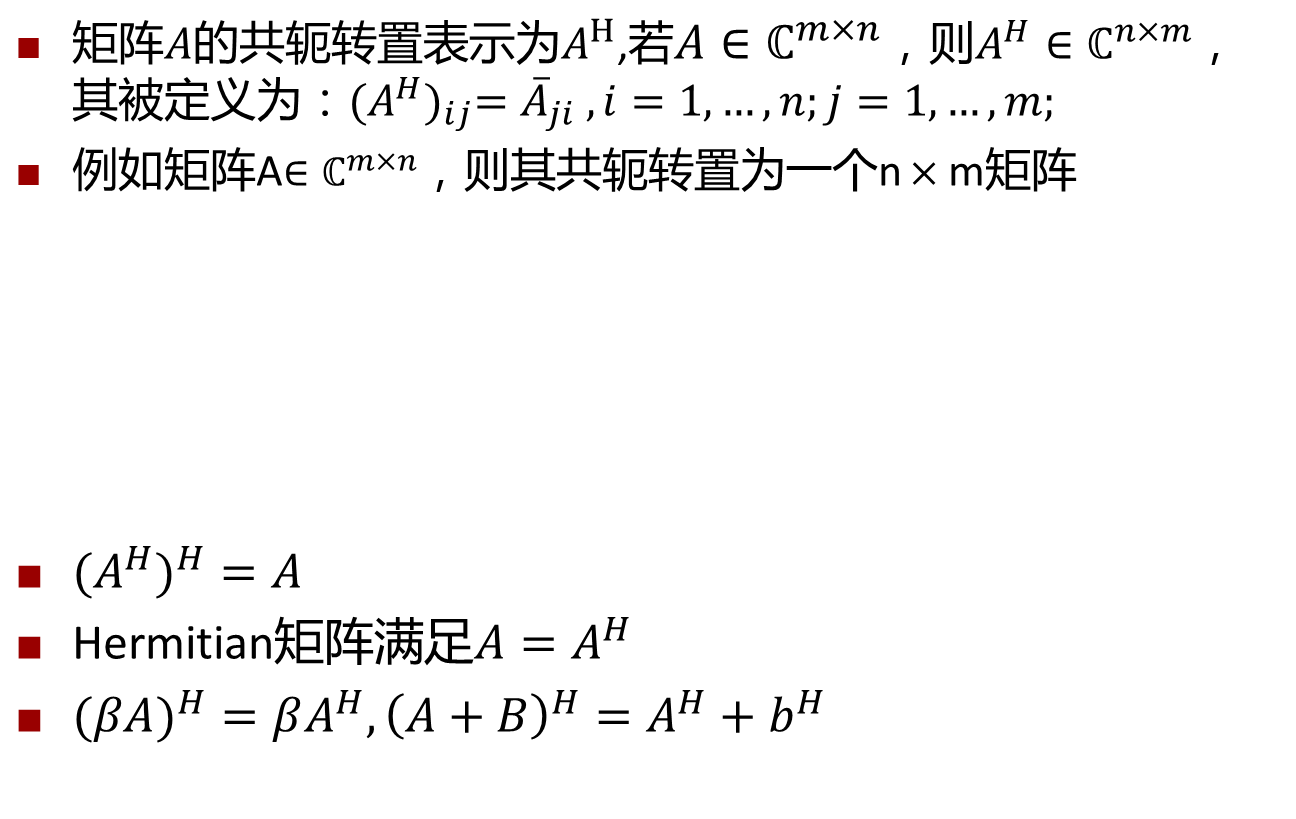 ■ 矩阵𝐴的共轭转置表示为𝐴ᴴ,若𝐴 ∈ ℂ^{𝑚×𝑛}，则𝐴^𝐻 ∈ ℂ^{𝑛×𝑚}，
其被定义为：(𝐴^𝐻)_{𝑖𝑗}= 𝐴̄_{𝑗𝑖} , 𝑖 = 1, … , 𝑛; 𝑗 = 1, … , 𝑚;
■ 例如矩阵A∈ ℂ^{𝑚×𝑛}，则其共轭转置为一个n × m矩阵
■ (𝐴^𝐻)^𝐻 = 𝐴
■ Hermitian矩阵满足𝐴 = 𝐴^𝐻
■ (𝛽𝐴)^𝐻 = 𝛽𝐴^𝐻, (𝐴 + 𝐵)^𝐻 = 𝐴^𝐻 + 𝑏^𝐻